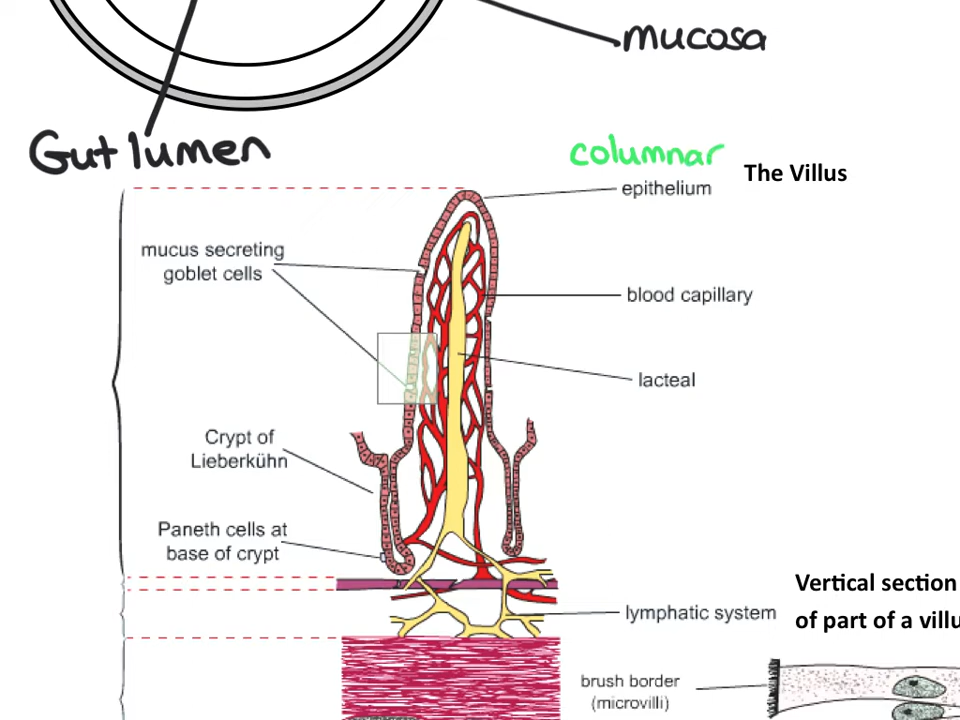 mucosa
Gut lumen
columnar
The Villus
epithelium
mucus secreting
goblet cells
blood capillary
lacteal
Crypt of
Lieberkühn
Paneth cells at
base of crypt
Vertical section
lymphatic system
of part of a villu
brush border
(microvilli)